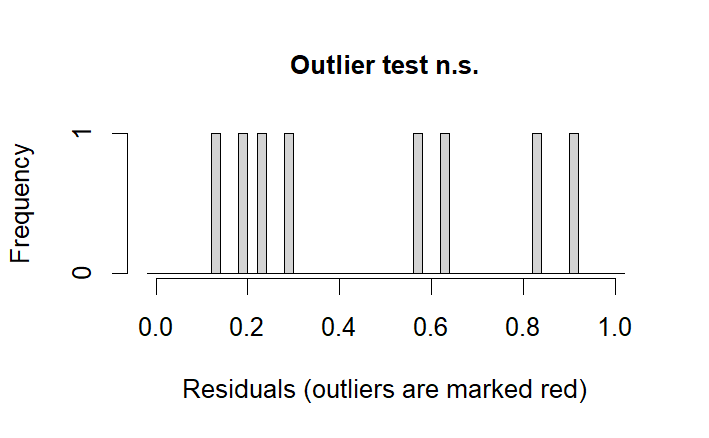 Outlier test n.s.
Frequency
1
0
0.0 0.2 0.4 0.6 0.8 1.0
Residuals (outliers are marked red)